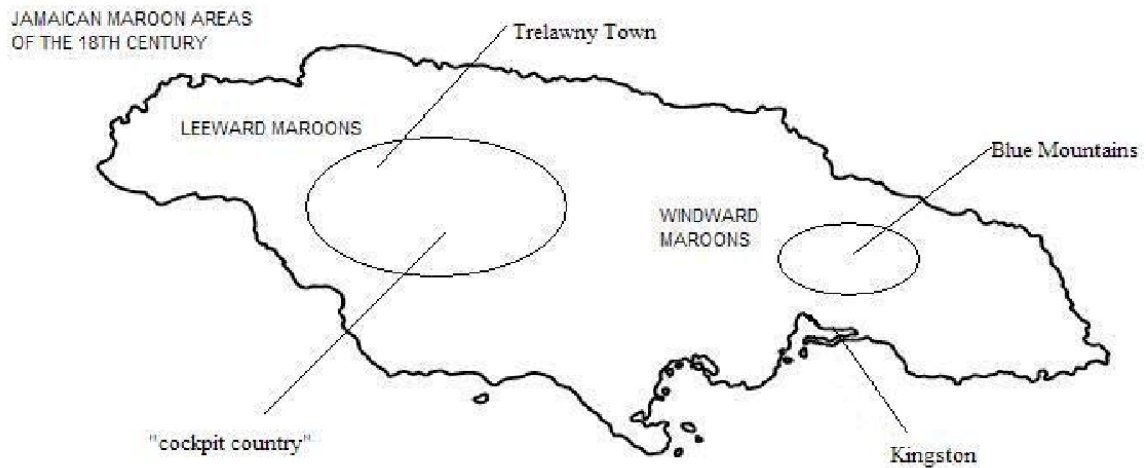 JAMAICAN MAROON AREAS
OF THE 18TH CENTURY
Trelawny Town
LEEWARD MAROONS
Blue Mountains
WINDWARD
MAROONS
"cockpit country"
Kingston